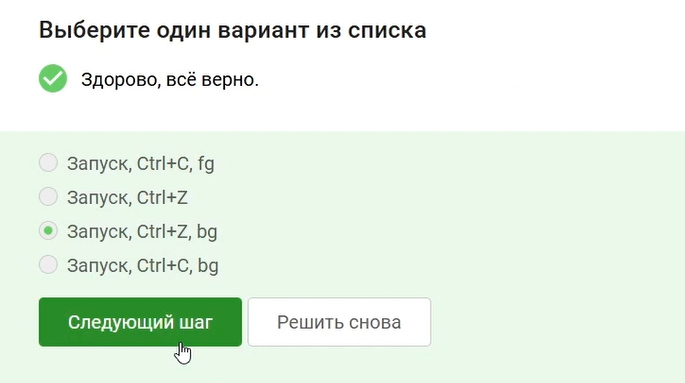 Выберите один вариант из списка
Здорово, всё верно.
Запуск, Ctrl+C, fg
Запуск, Ctrl+Z
Запуск, Ctrl+Z, bg
Запуск, Ctrl+C, bg
Следующий шаг
Решить снова